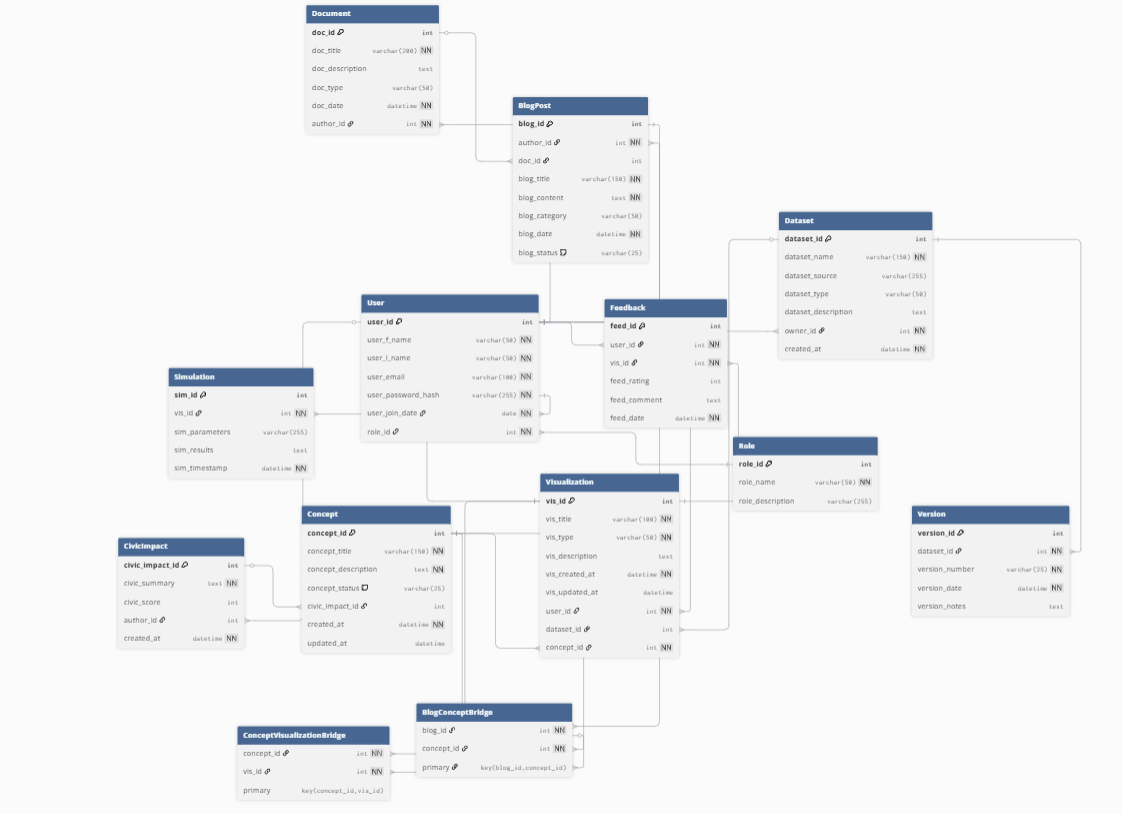 Document
doc_id int
doc_title varchar(200) NN
doc_description text
doc_type varchar(50)
doc_date datetime NN
author_id int NN
BlogPost
blog_id int
author_id int NN
doc_id int
blog_title varchar(150) NN
blog_content text NN
blog_category varchar(50)
blog_date datetime NN
blog_status varchar(25)
Dataset
dataset_id int
dataset_name varchar(150) NN
dataset_source varchar(255)
dataset_type varchar(50)
dataset_description text
owner_id int NN
created_at datetime NN
User
user_id int
user_f_name varchar(50) NN
user_l_name varchar(50) NN
user_email varchar(100) NN
user_password_hash varchar(255) NN
user_join_date date NN
role_id int NN
Feedback
feed_id int
user_id int NN
vis_id int NN
feed_rating int
feed_comment text
feed_date datetime NN
Simulation
sim_id int
vis_id int NN
sim_parameters varchar(255)
sim_results text
sim_timestamp datetime NN
Role
role_id int
role_name varchar(50) NN
role_description varchar(255)
Visualization
vis_id int
vis_title varchar(100) NN
vis_type varchar(50) NN
vis_description text
vis_created_at datetime NN
vis_updated_at datetime
user_id int NN
dataset_id int
concept_id int NN
Concept
concept_id int
concept_title varchar(150) NN
concept_description text NN
concept_status varchar(25)
civic_impact_id int
created_at datetime NN
updated_at datetime
Version
version_id int
dataset_id int NN
version_number varchar(25) NN
version_date datetime NN
version_notes text
CivicImpact
civic_impact_id int
civic_summary text NN
civic_score int
author_id int NN
created_at datetime NN
BlogConceptBridge
blog_id int NN
concept_id int NN
primary key(blog_id,concept_id)
ConceptVisualizationBridge
concept_id int NN
vis_id int NN
primary key(concept_id,vis_id)